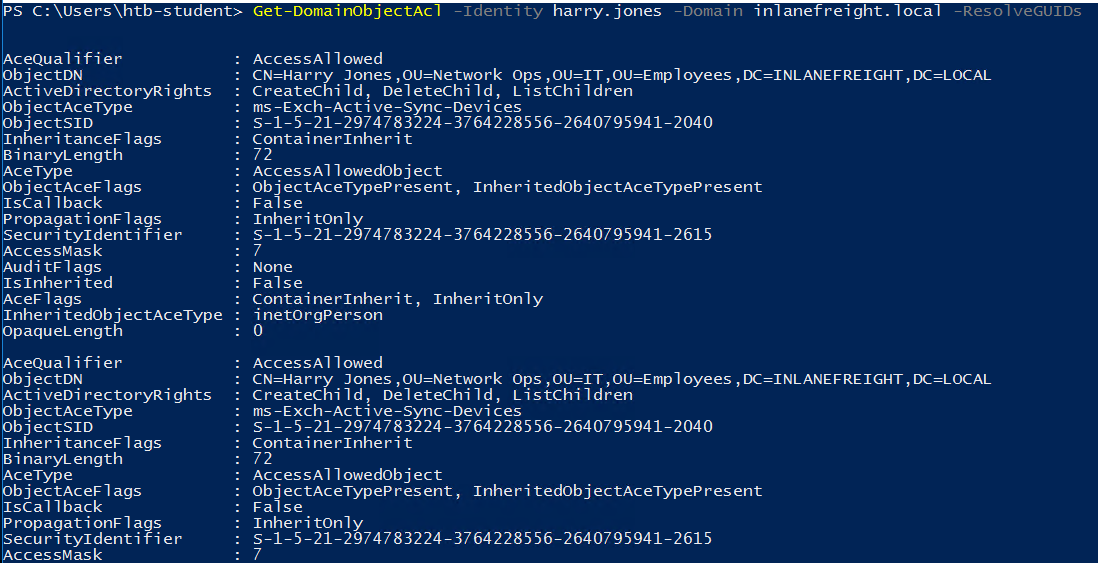 PS C:\Users\htb-student> Get-DomainObjectAcl -Identity harry.jones -Domain inlanefreight.local -ResolveGUIDs
AceQualifier : AccessAllowed
ObjectDN : CN=Harry Jones,OU=Network Ops,OU=IT,OU=Employees,DC=INLANEFREIGHT,DC=LOCAL
ActiveDirectoryRights : CreateChild, DeleteChild, ListChildren
ObjectAceType : ms-Exch-Active-Sync-Devices
ObjectSID : S-1-5-21-2974783224-3764228556-2640795941-2040
InheritanceFlags : ContainerInherit
BinaryLength : 72
AceType : AccessAllowedObject
ObjectAceFlags : ObjectAceTypePresent, InheritedObjectAceTypePresent
IsCallback : False
PropagationFlags : InheritOnly
SecurityIdentifier : S-1-5-21-2974783224-3764228556-2640795941-2615
AccessMask : 7
AuditFlags : None
IsInherited : False
AceFlags : ContainerInherit, InheritOnly
InheritedObjectAceType : inetOrgPerson
OpaqueLength : 0
AceQualifier : AccessAllowed
ObjectDN : CN=Harry Jones,OU=Network Ops,OU=IT,OU=Employees,DC=INLANEFREIGHT,DC=LOCAL
ActiveDirectoryRights : CreateChild, DeleteChild, ListChildren
ObjectAceType : ms-Exch-Active-Sync-Devices
ObjectSID : S-1-5-21-2974783224-3764228556-2640795941-2040
InheritanceFlags : ContainerInherit
BinaryLength : 72
AceType : AccessAllowedObject
ObjectAceFlags : ObjectAceTypePresent, InheritedObjectAceTypePresent
IsCallback : False
PropagationFlags : InheritOnly
SecurityIdentifier : S-1-5-21-2974783224-3764228556-2640795941-2615
AccessMask : 7